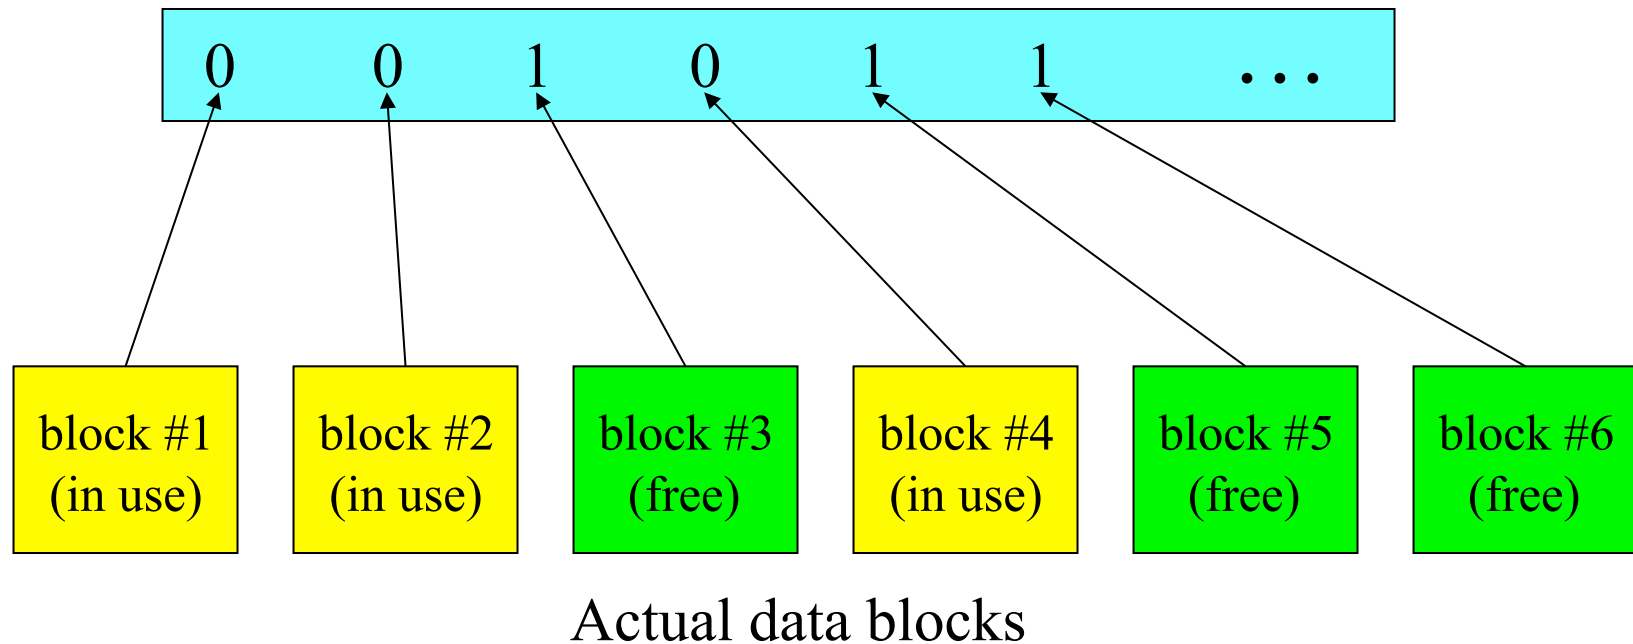 0 0 1 0 1 1 ...
block #1 block #2 block #3 block #4 block #5 block #6
(in use) (in use) (free) (in use) (free) (free)
Actual data blocks